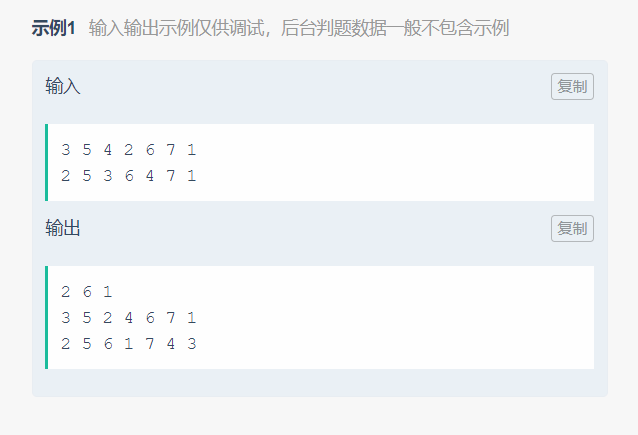 示例1 输入输出示例仅供调试，后台判题数据一般不包含示例
输入 复制
3 5 4 2 6 7 1
2 5 3 6 4 7 1
输出 复制
2 6 1
3 5 2 4 6 7 1
2 5 6 1 7 4 3